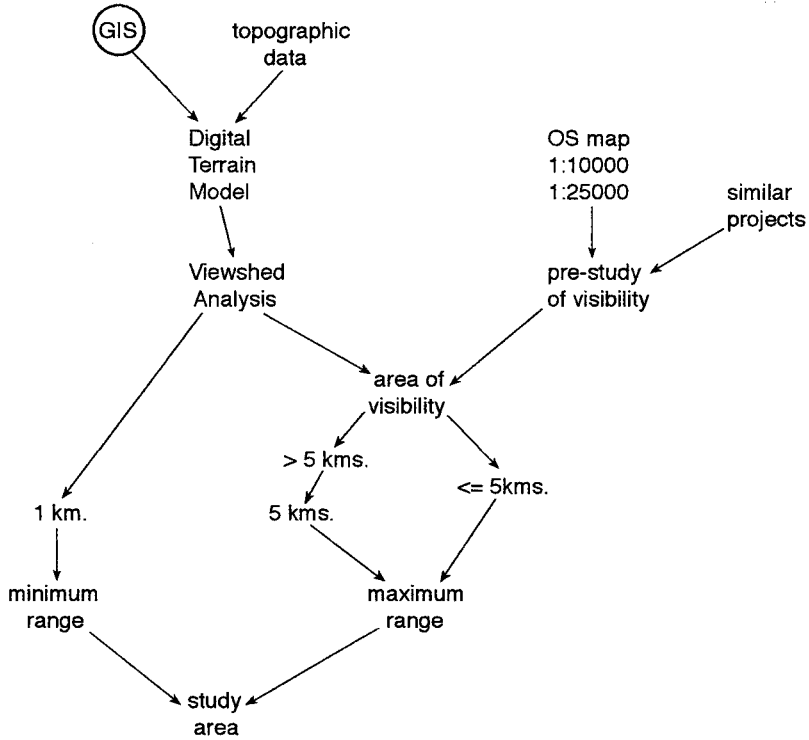 GIS
topographic
data
Digital
Terrain
Model
OS map
1:10000
1:25000
similar
projects
Viewshed
Analysis
pre-study
of visibility
area of
visibility
> 5 kms.
<= 5kms.
1 km.
5 kms.
minimum
range
maximum
range
study
area